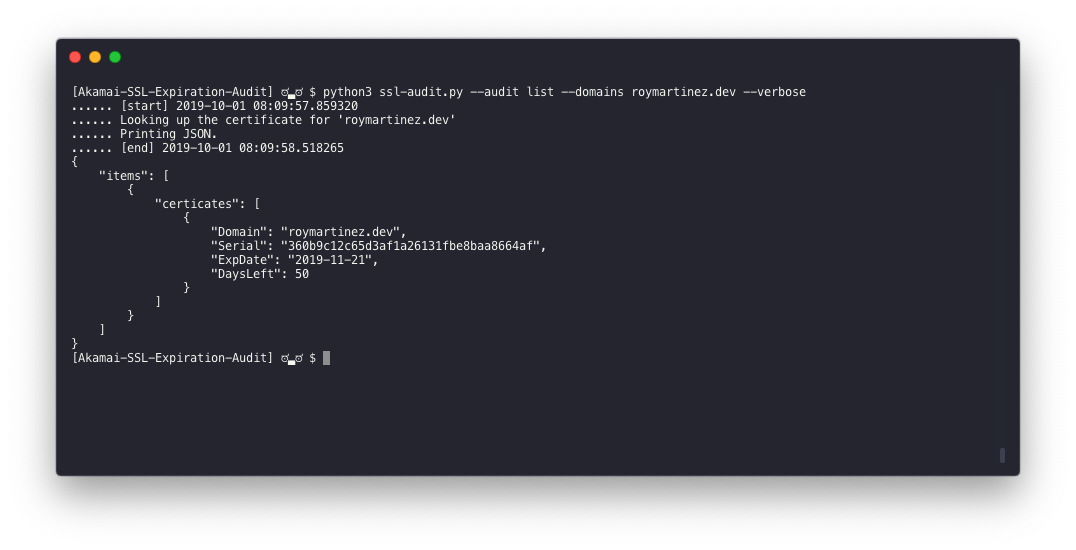 [Akamai-SSL-Expiration-Audit] ಠ▃ಠ $ python3 ssl-audit.py --audit list --domains roymartinez.dev --verbose
...... [start] 2019-10-01 08:09:57.859320
...... Looking up the certificate for 'roymartinez.dev'
...... Printing JSON.
...... [end] 2019-10-01 08:09:58.518265
{
    "items": [
        {
            "certicates": [
                {
                    "Domain": "roymartinez.dev",
                    "Serial": "360b9c12c65d3af1a26131fbe8baa8664af",
                    "ExpDate": "2019-11-21",
                    "DaysLeft": 50
                }
            ]
        }
    ]
}
[Akamai-SSL-Expiration-Audit] ಠ▃ಠ $